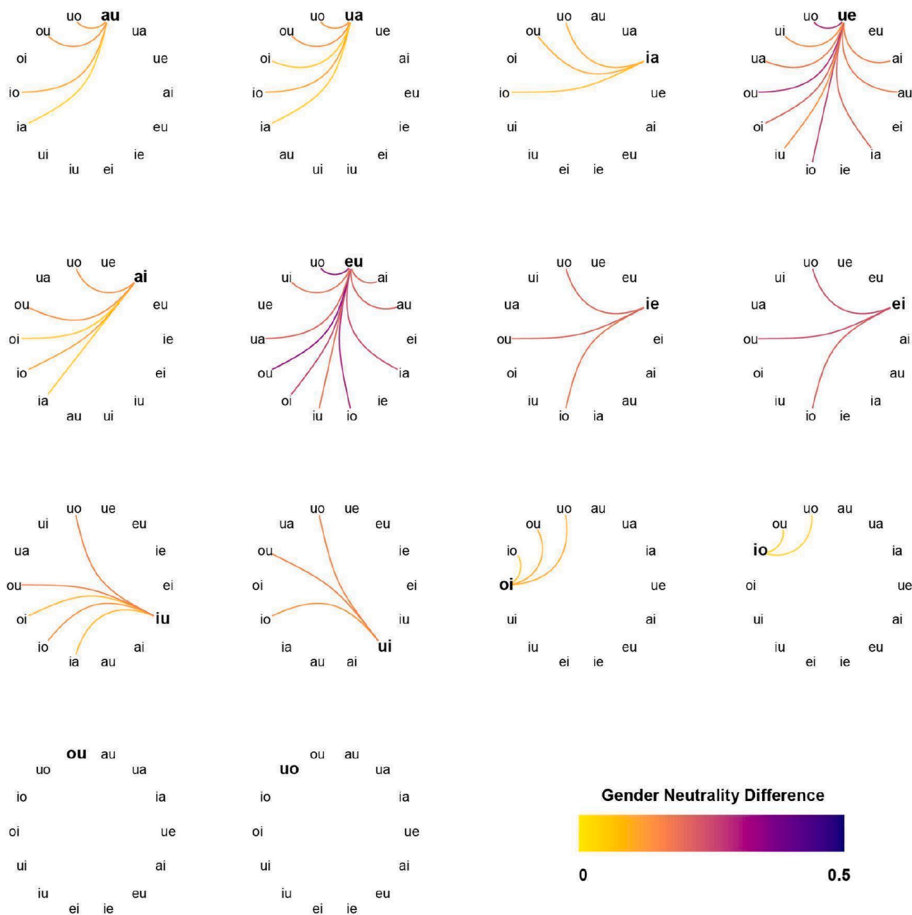 uo au
ou ua
oi ue
io ai
ia eu
ui ie
iu ei
uo ua
ou ue
oi ai
io eu
ia ie
au ei
ui iu
uo au
ou ua
oi ia
io ue
ui ai
iu eu
ei ie
uo ue
ui eu
ua ai
ou au
oi ei
iu ia
io ie
uo ue
ua ai
ou eu
oi ie
io ei
ia iu
au ui
uo eu
ui ai
ue au
ua ei
ou ia
oi ie
iu io
uo ue
ui eu
ua ie
ou ei
oi ai
iu au
io ia
uo ue
ui eu
ua ei
ou ai
oi au
iu ia
io ie
uo ue
ui eu
ua ie
ou ei
oi iu
io ai
ia au
uo ue
ua eu
ou ie
oi ei
io iu
ia ui
au ai
uo au
ou ua
io ia
oi ue
ui ai
iu eu
ei ie
uo au
ou ua
io ia
oi ue
ui ai
iu eu
ei ie
ou au
uo ua
io ia
oi ue
ui ai
iu eu
ei ie
ou au
uo ua
io ia
oi ue
ui ai
iu eu
ei ie
Gender Neutrality Difference
0 0.5